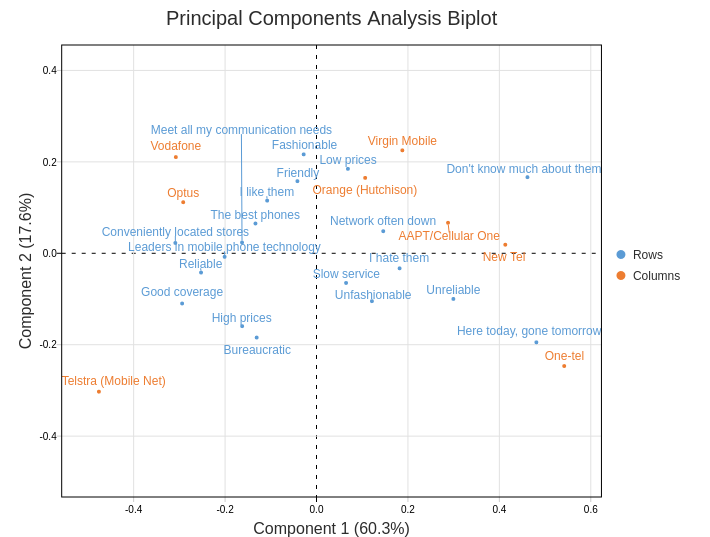 Principal Components Analysis Biplot
Component 2 (17.6%)
0.4
0.2
0.0
-0.2
-0.4
Meet all my communication needs
Vodafone
Fashionable
Virgin Mobile
Low prices
Don't know much about them
Friendly
Optus
I like them
Orange (Hutchison)
The best phones
Network often down
Conveniently located stores
AAPT/Cellular One
Leaders in mobile phone technology
New Tel
I hate them
Reliable
Slow service
Good coverage
Unfashionable
Unreliable
High prices
Here today, gone tomorrow
Bureaucratic
One-tel
Telstra (Mobile Net)
Rows
Columns
-0.4
-0.2
0.0
0.2
0.4
0.6
Component 1 (60.3%)